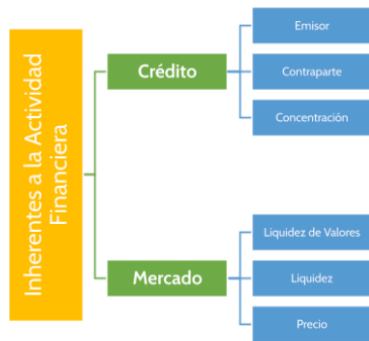 Inherentes a la Actividad
Financiera
Crédito
Emisor
Contraparte
Concentración
Mercado
Liquidez de Valores
Liquidez
Precio